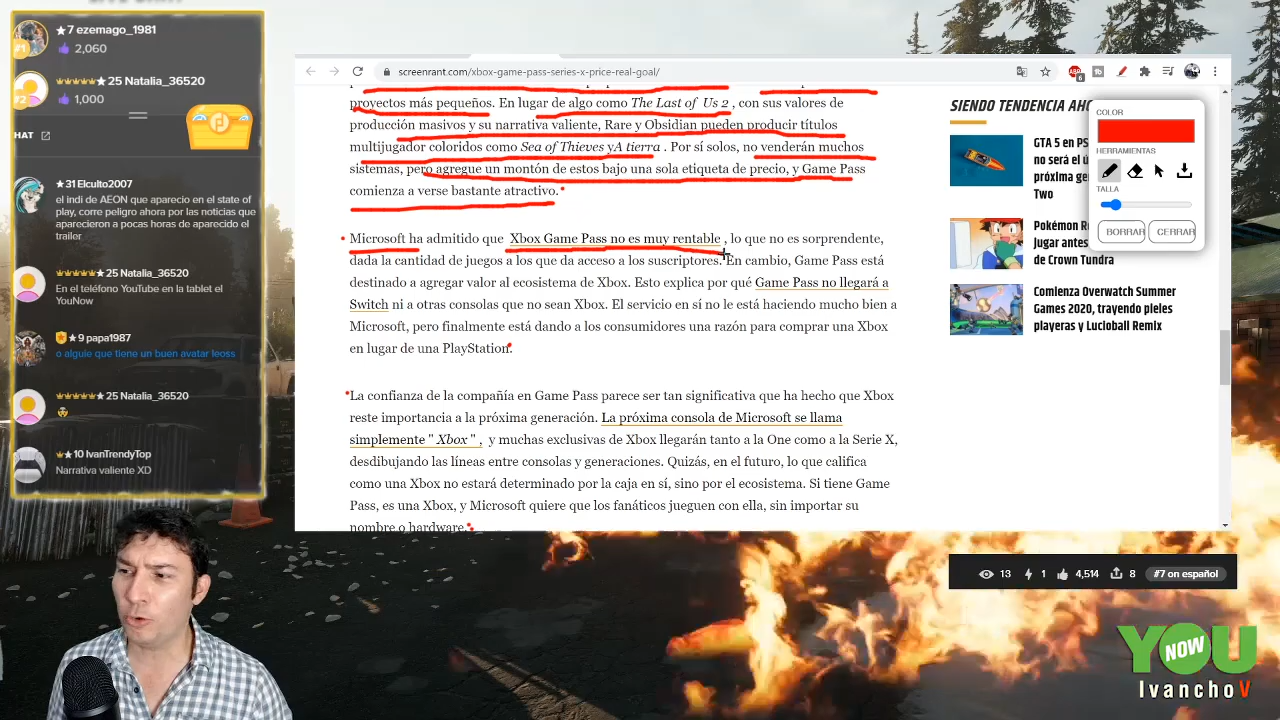 ★7 ezemago_1981
#1
2,060
★25 Natalia_36520
#2
1,000
HAT
★31 Elculto2007
el indi de AEON que aparecio en el state of
play, corre peligro ahora por las noticias que
aparecieron a pocas horas de aparecido el
trailer
★25 Natalia_36520
En el teléfono YouTube en la tablet el
YouNow
★ 9 papa1987
o alguie que tiene un buen avatar leoss
★25 Natalia_36520
★10 IvanTrendyTop
Narrativa valiente XD
screenrant.com/xbox-game-pass-series-x-price-real-goal/
ABP
6
proyectos más pequeños. En lugar de algo como The Last of Us 2 , con sus valores de
producción masivos y su narrativa valiente, Rare y Obsidian pueden producir títulos
multijugador coloridos como Sea of Thieves yA tierra . Por sí solos, no venderán muchos
sistemas, pero agregue un montón de estos bajo una sola etiqueta de precio, y Game Pass
comienza a verse bastante atractivo.
Microsoft ha admitido que Xbox Game Pass no es muy rentable , lo que no es sorprendente,
dada la cantidad de juegos a los que da acceso a los suscriptores. En cambio, Game Pass está
destinado a agregar valor al ecosistema de Xbox. Esto explica por qué Game Pass no llegará a
Switch ni a otras consolas que no sean Xbox. El servicio en sí no le está haciendo mucho bien a
Microsoft, pero finalmente está dando a los consumidores una razón para comprar una Xbox
en lugar de una PlayStation.
La confianza de la compañía en Game Pass parece ser tan significativa que ha hecho que Xbox
reste importancia a la próxima generación. La próxima consola de Microsoft se llama
simplemente " Xbox " , y muchas exclusivas de Xbox llegarán tanto a la One como a la Serie X,
desdibujando las líneas entre consolas y generaciones. Quizás, en el futuro, lo que califica
como una Xbox no estará determinado por la caja en sí, sino por el ecosistema. Si tiene Game
Pass, es una Xbox, y Microsoft quiere que los fanáticos jueguen con ella, sin importar su
nombre o hardware.
SIENDO TENDENCIA AHO
GTA 5 en PS
no será el ú
próxima gen
Two
Pokémon R
Jugar antes
de Crown Tundra
Comienza Overwatch Summer
Games 2020, trayendo pieles
playeras y Lucioball Remix
COLOR
HERRAMIENTAS
TALLA
BORRAR
CERRAR
13
1
4,514
8
#7 on español
YOU
NOW
IvanchoV